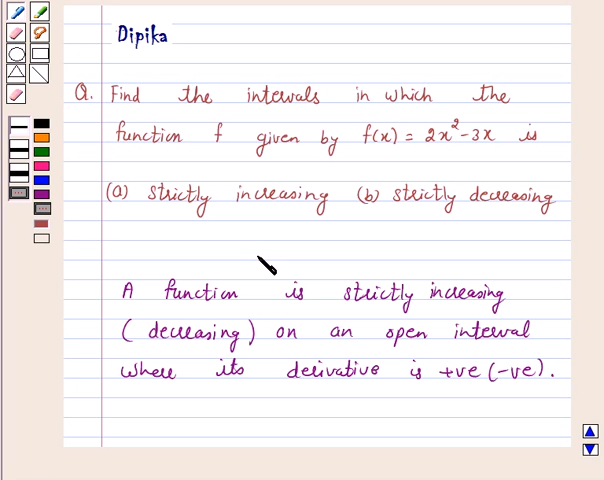 Dipika
Q. Find the intervals in which the
function f given by f(x) = 2x² -3x is
(a) strictly increasing (b) strictly decreasing
A function is strictly increasing
(decreasing) on an open interval
where its derivative is +ve (-ve).